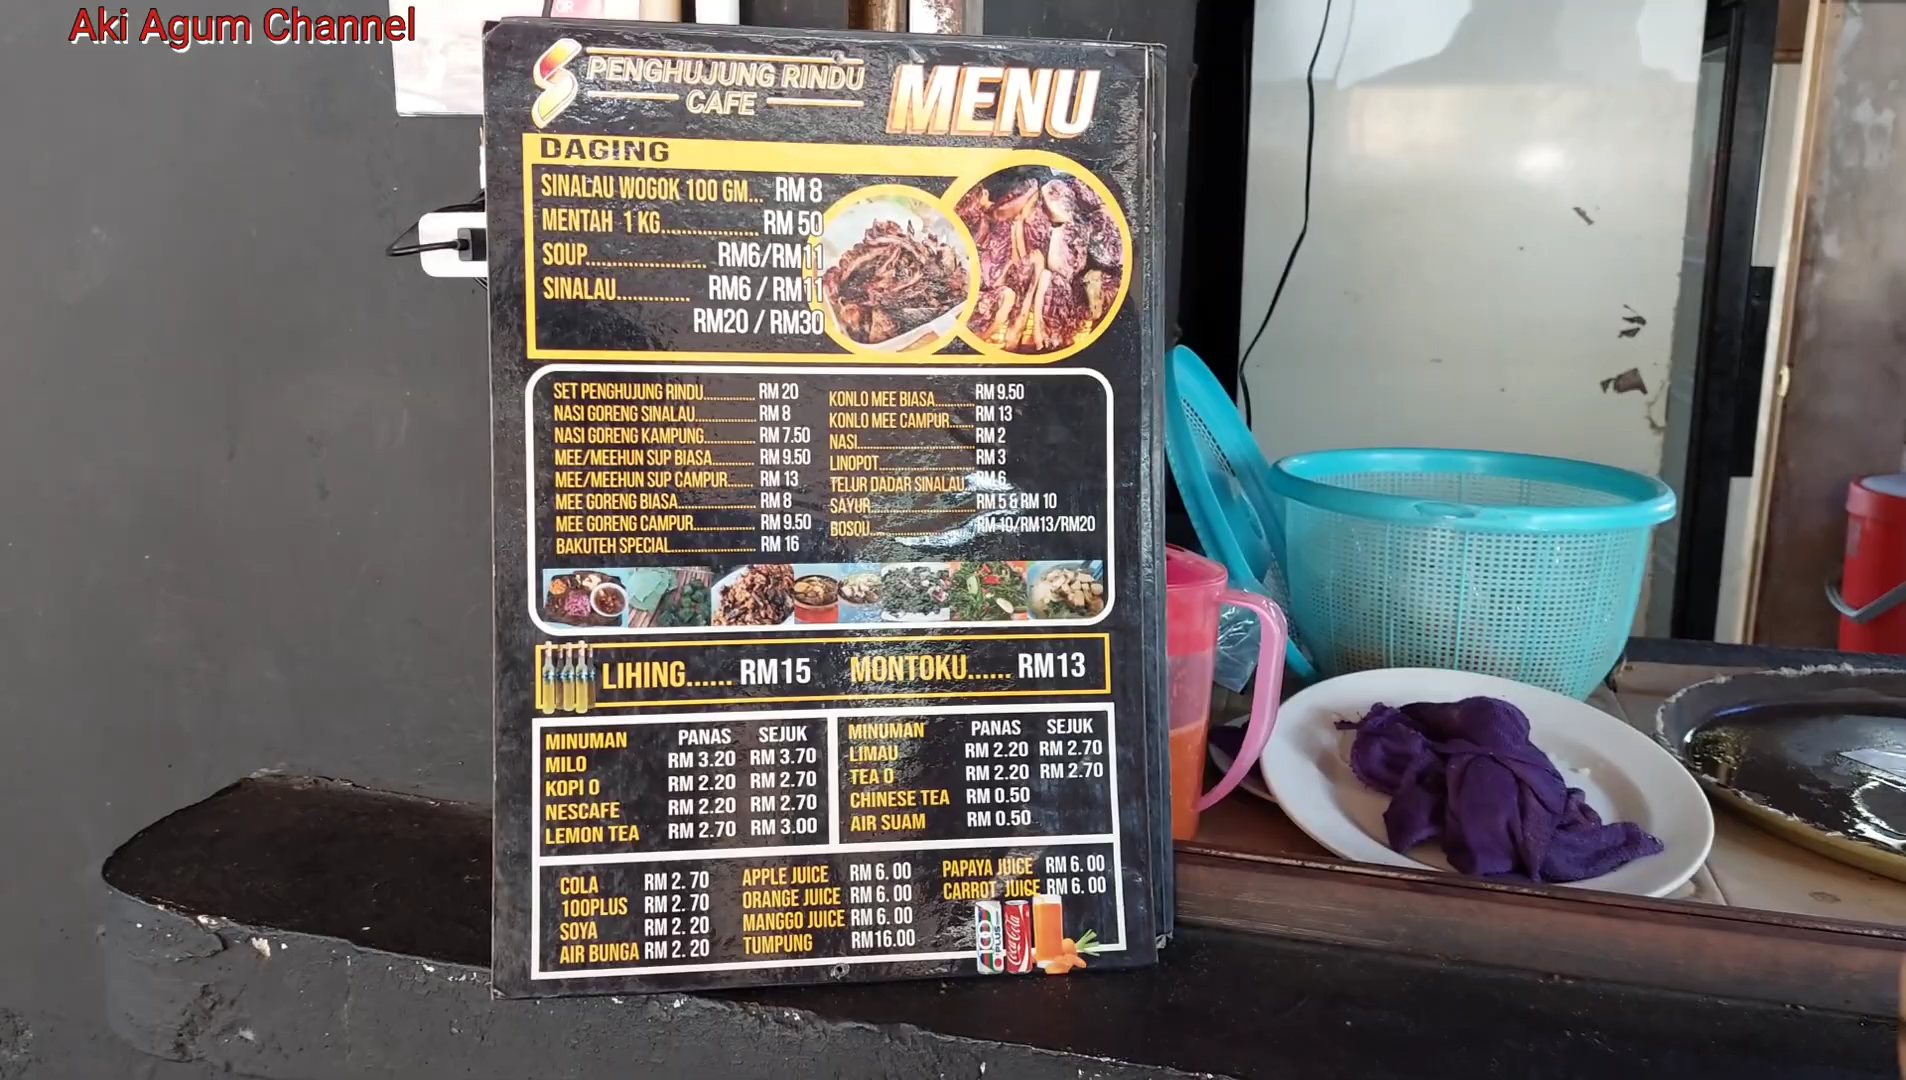 Aki Agum Channel
PENGHUJUNG RINDU
CAFE
MENU
DAGING
SINALAU WOGOK 100 GM... RM 8
MENTAH 1 KG.................. RM 50
SOUP...................... RM6/RM11
SINALAU............. RM6 / RM11
RM20 / RM30
SET PENGHUJUNG RINDU.............. RM 20
NASI GORENG SINALAU................ RM 8
NASI GORENG KAMPUNG.............. RM 7.50
MEE/MEEHUN SUP BIASA............ RM 9.50
MEE/MEEHUN SUP CAMPUR....... RM 13
MEE GORENG BIASA..................... RM 8
MEE GORENG CAMPUR................. RM 9.50
BAKUTEH SPECIAL....................... RM 16
KONLO MEE BIASA........... RM 9.50
KONLO MEE CAMPUR....... RM 13
NASI................................ RM 2
LINOPOT.......................... RM 3
TELUR DADAR SINALAU... RM 6
SAYUR............................. RM 5 & RM 10
BOSOU............................. RM 10/RM13/RM20
LIHING...... RM15
MONTOKU...... RM13
MINUMAN PANAS SEJUK
MILO RM 3.20 RM 3.70
KOPI O RM 2.20 RM 2.70
NESCAFE RM 2.20 RM 2.70
LEMON TEA RM 2.70 RM 3.00
MINUMAN PANAS SEJUK
LIMAU RM 2.20 RM 2.70
TEA O RM 2.20 RM 2.70
CHINESE TEA RM 0.50
AIR SUAM RM 0.50
COLA RM 2.70
100PLUS RM 2.70
SOYA RM 2.20
AIR BUNGA RM 2.20
APPLE JUICE RM 6.00
ORANGE JUICE RM 6.00
MANGGO JUICE RM 6.00
TUMPUNG RM16.00
PAPAYA JUICE RM 6.00
CARROT JUICE RM 6.00
100 PLUS
Coca-Cola